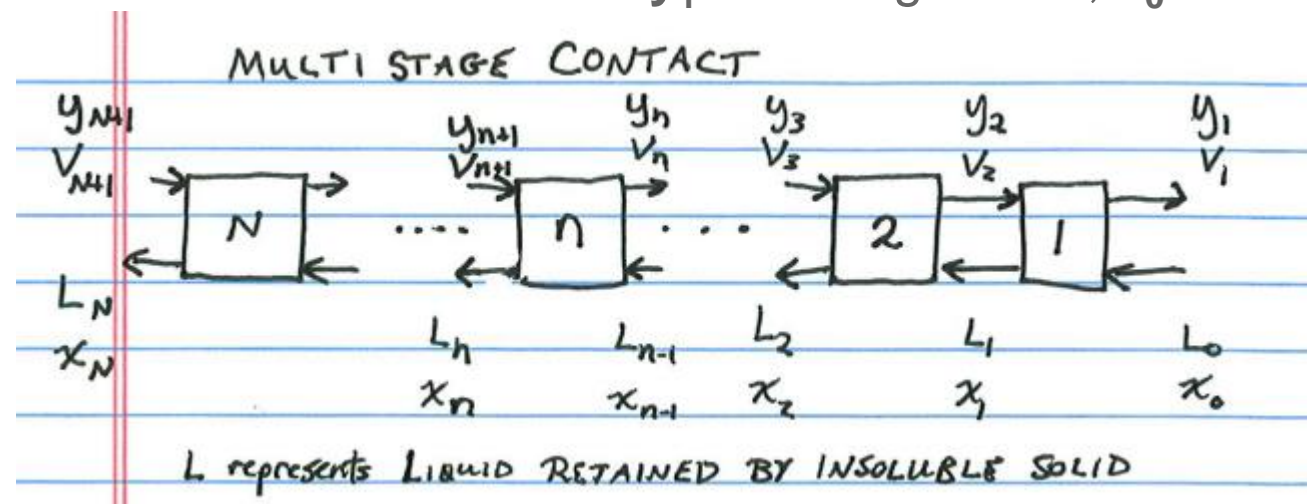 MULTI STAGE CONTACT
yN+1 yn+1 yn y3 y2 y1
VN+1 Vn+1 Vn V3 V2 V1
N .... n ... 2 1
LN Ln Ln-1 L2 L1 L0
xN xn xn-1 x2 x1 x0
L represents LIQUID RETAINED BY INSOLUBLE SOLID